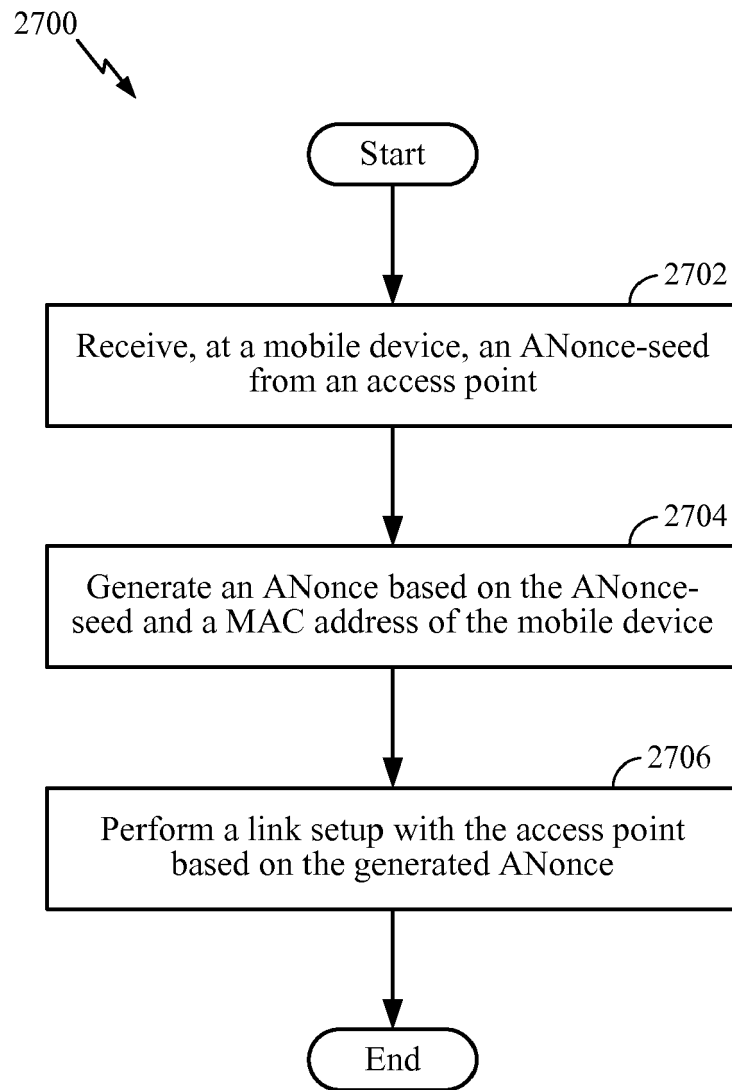 2700
Start
2702
Receive, at a mobile device, an ANonce-seed
from an access point
2704
Generate an ANonce based on the ANonce-
seed and a MAC address of the mobile device
2706
Perform a link setup with the access point
based on the generated ANonce
End